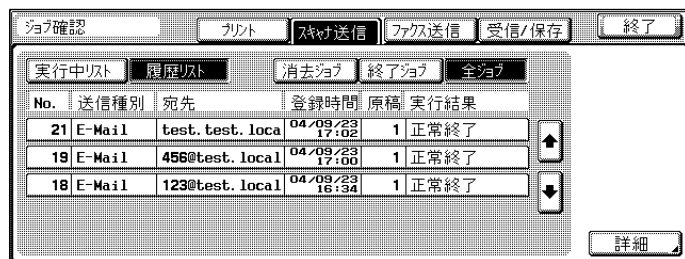 ジョブ確認 プリント スキャナ送信 ファクス送信 受信/保存 終了
実行中リスト 履歴リスト 消去ジョブ 終了ジョブ 全ジョブ
No. 送信種別 宛先 登録時間 原稿 実行結果
21 E-Mail test.test.loca 04/09/23 17:02 1 正常終了
19 E-Mail 456@test.local 04/09/23 17:00 1 正常終了
18 E-Mail 123@test.local 04/09/23 16:34 1 正常終了
詳細